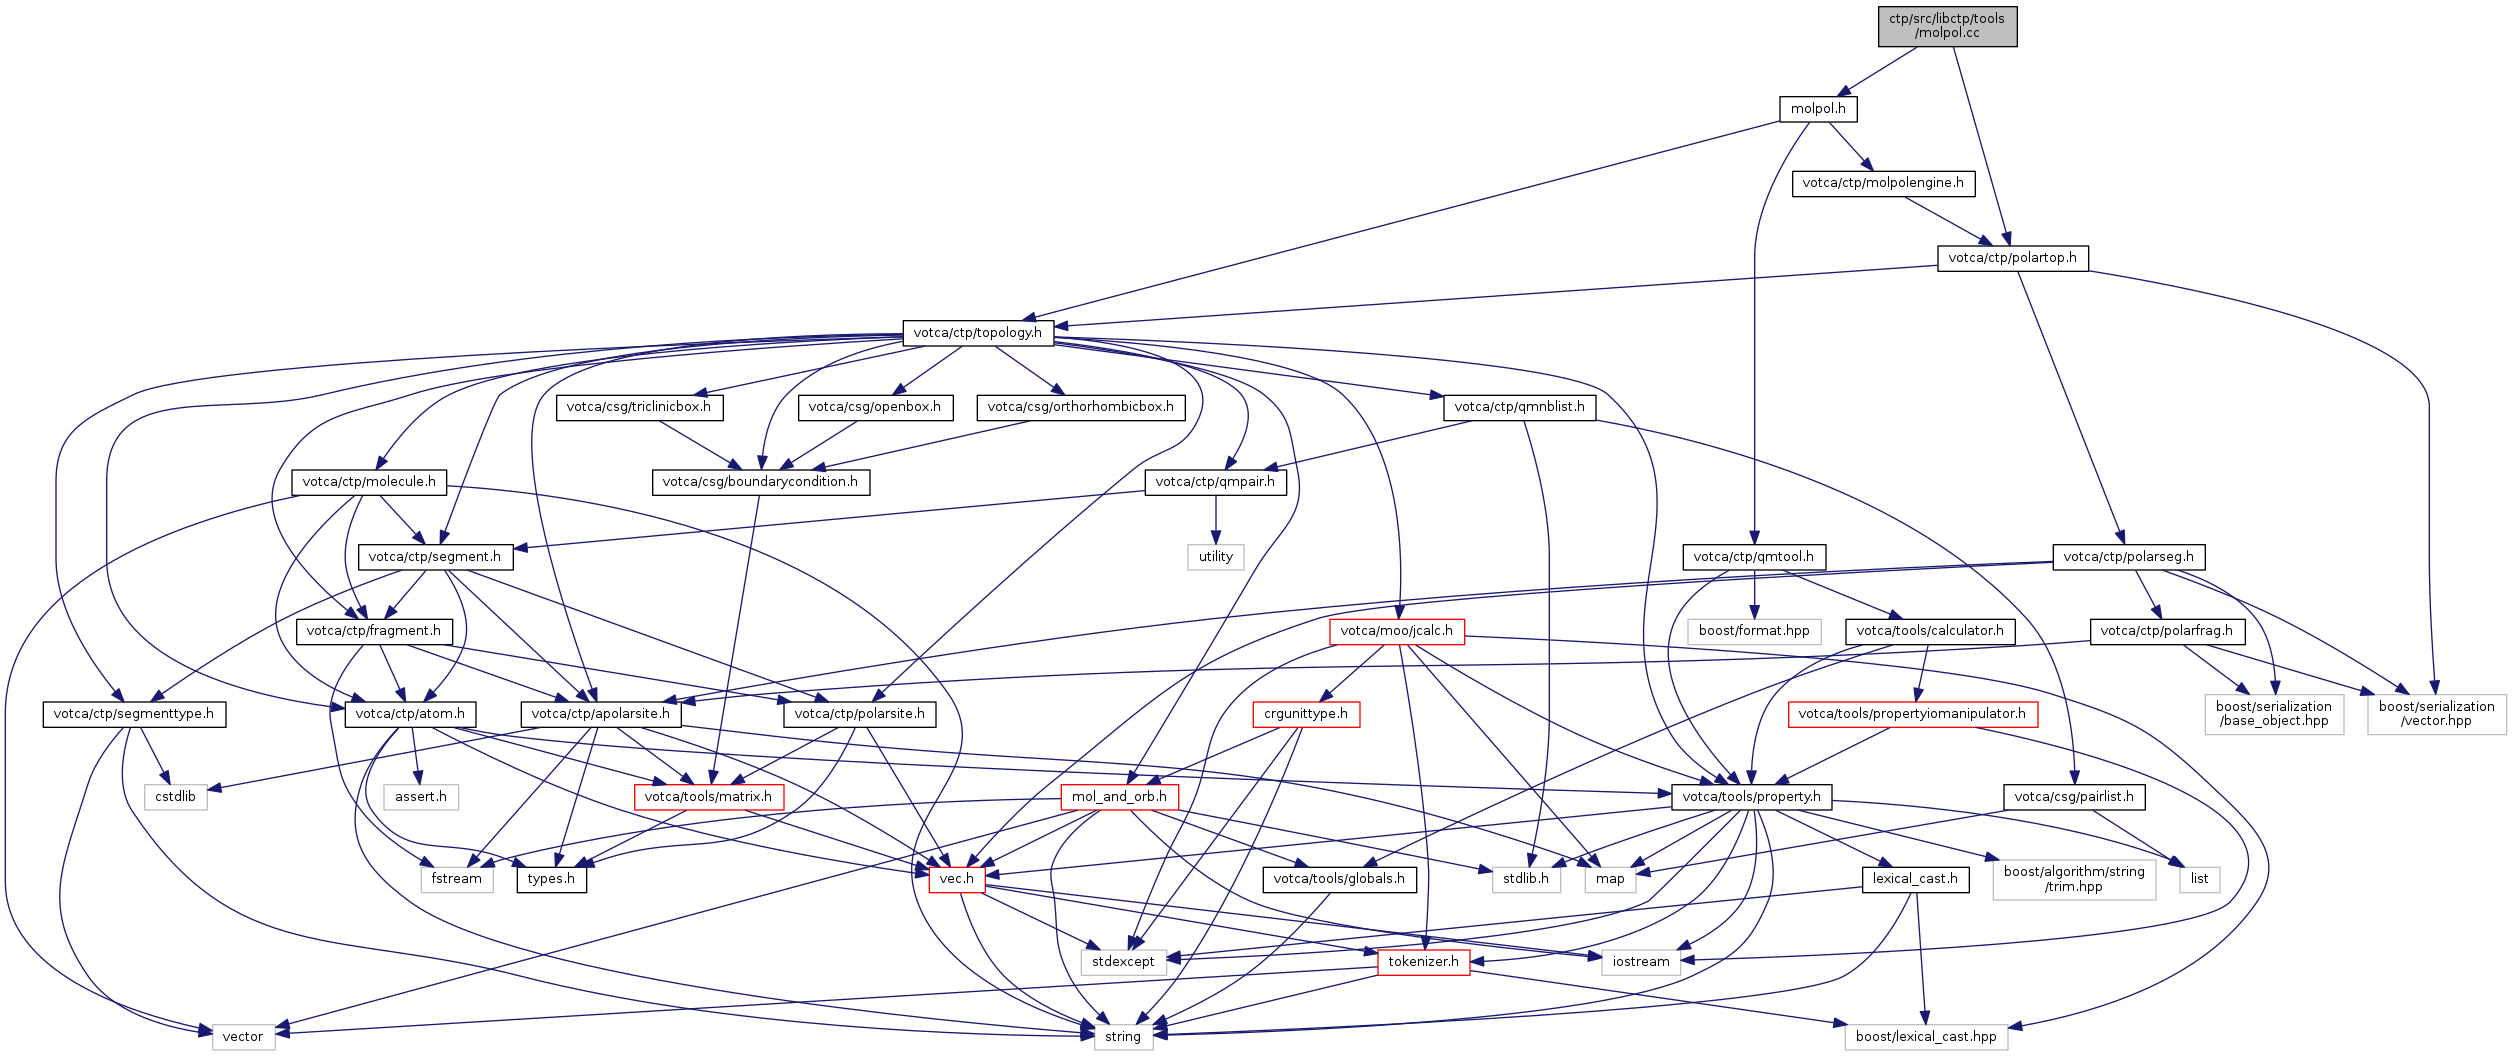 ctp/src/libctp/tools
/molpol.cc
molpol.h
votca/ctp/molpolengine.h
votca/ctp/polartop.h
votca/ctp/topology.h
votca/csg/triclinicbox.h
votca/csg/openbox.h
votca/csg/orthorhombicbox.h
votca/ctp/qmnblist.h
votca/ctp/molecule.h
votca/csg/boundarycondition.h
votca/ctp/qmpair.h
votca/ctp/segment.h
utility
votca/ctp/qmtool.h
votca/ctp/polarseg.h
votca/ctp/fragment.h
votca/moo/jcalc.h
boost/format.hpp
votca/tools/calculator.h
votca/ctp/polarfrag.h
votca/ctp/segmenttype.h
votca/ctp/atom.h
votca/ctp/apolarsite.h
votca/ctp/polarsite.h
crgunittype.h
votca/tools/propertyiomanipulator.h
boost/serialization
/base_object.hpp
boost/serialization
/vector.hpp
cstdlib
assert.h
votca/tools/matrix.h
mol_and_orb.h
votca/tools/property.h
votca/csg/pairlist.h
fstream
types.h
vec.h
votca/tools/globals.h
stdlib.h
map
lexical_cast.h
boost/algorithm/string
/trim.hpp
list
stdexcept
tokenizer.h
iostream
vector
string
boost/lexical_cast.hpp